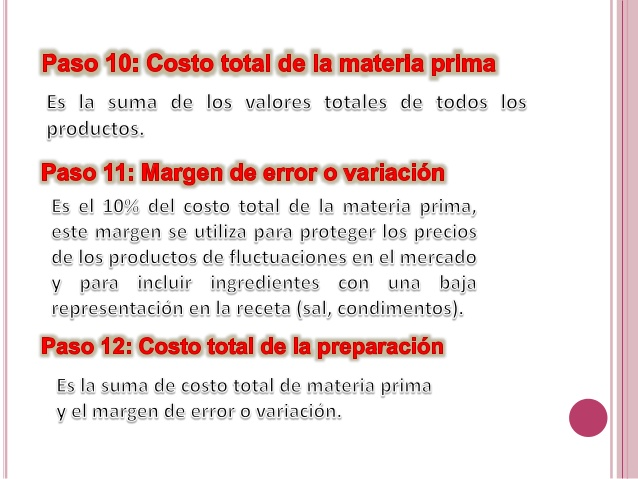 Paso 10: Costo total de la materia prima
Es la suma de los valores totales de todos los
productos.
Paso 11: Margen de error o variación
Es el 10% del costo total de la materia prima,
este margen se utiliza para proteger los precios
de los productos de fluctuaciones en el mercado
y para incluir ingredientes con una baja
representación en la receta (sal, condimentos).
Paso 12: Costo total de la preparación
Es la suma de costo total de materia prima
y el margen de error o variación.